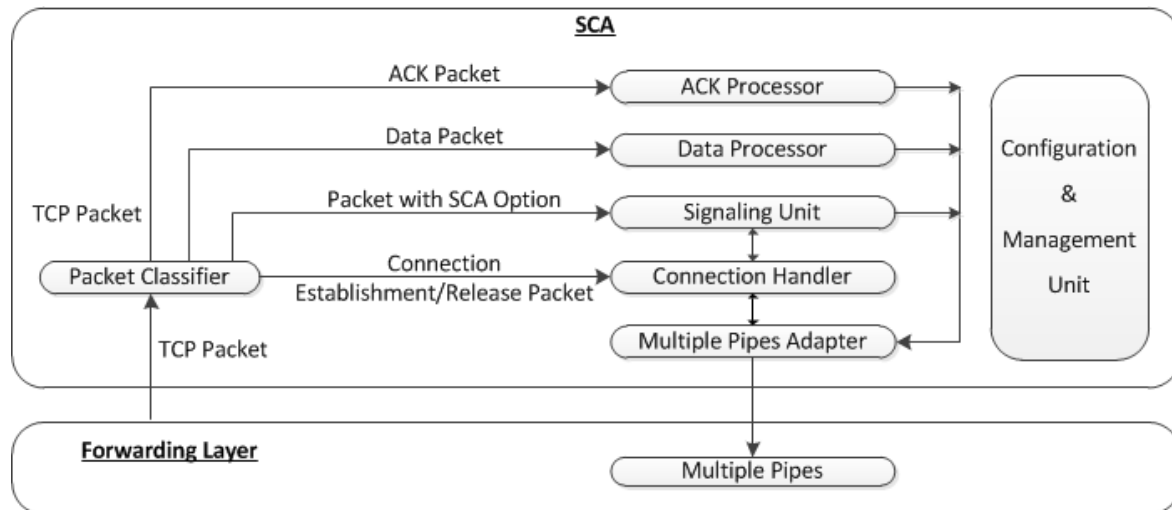 SCA
ACK Packet
ACK Processor
Data Packet
Data Processor
Packet with SCA Option
Signaling Unit
TCP Packet
Packet Classifier
Connection
Establishment/Release Packet
Connection Handler
Multiple Pipes Adapter
TCP Packet
Configuration
&
Management
Unit
Forwarding Layer
Multiple Pipes